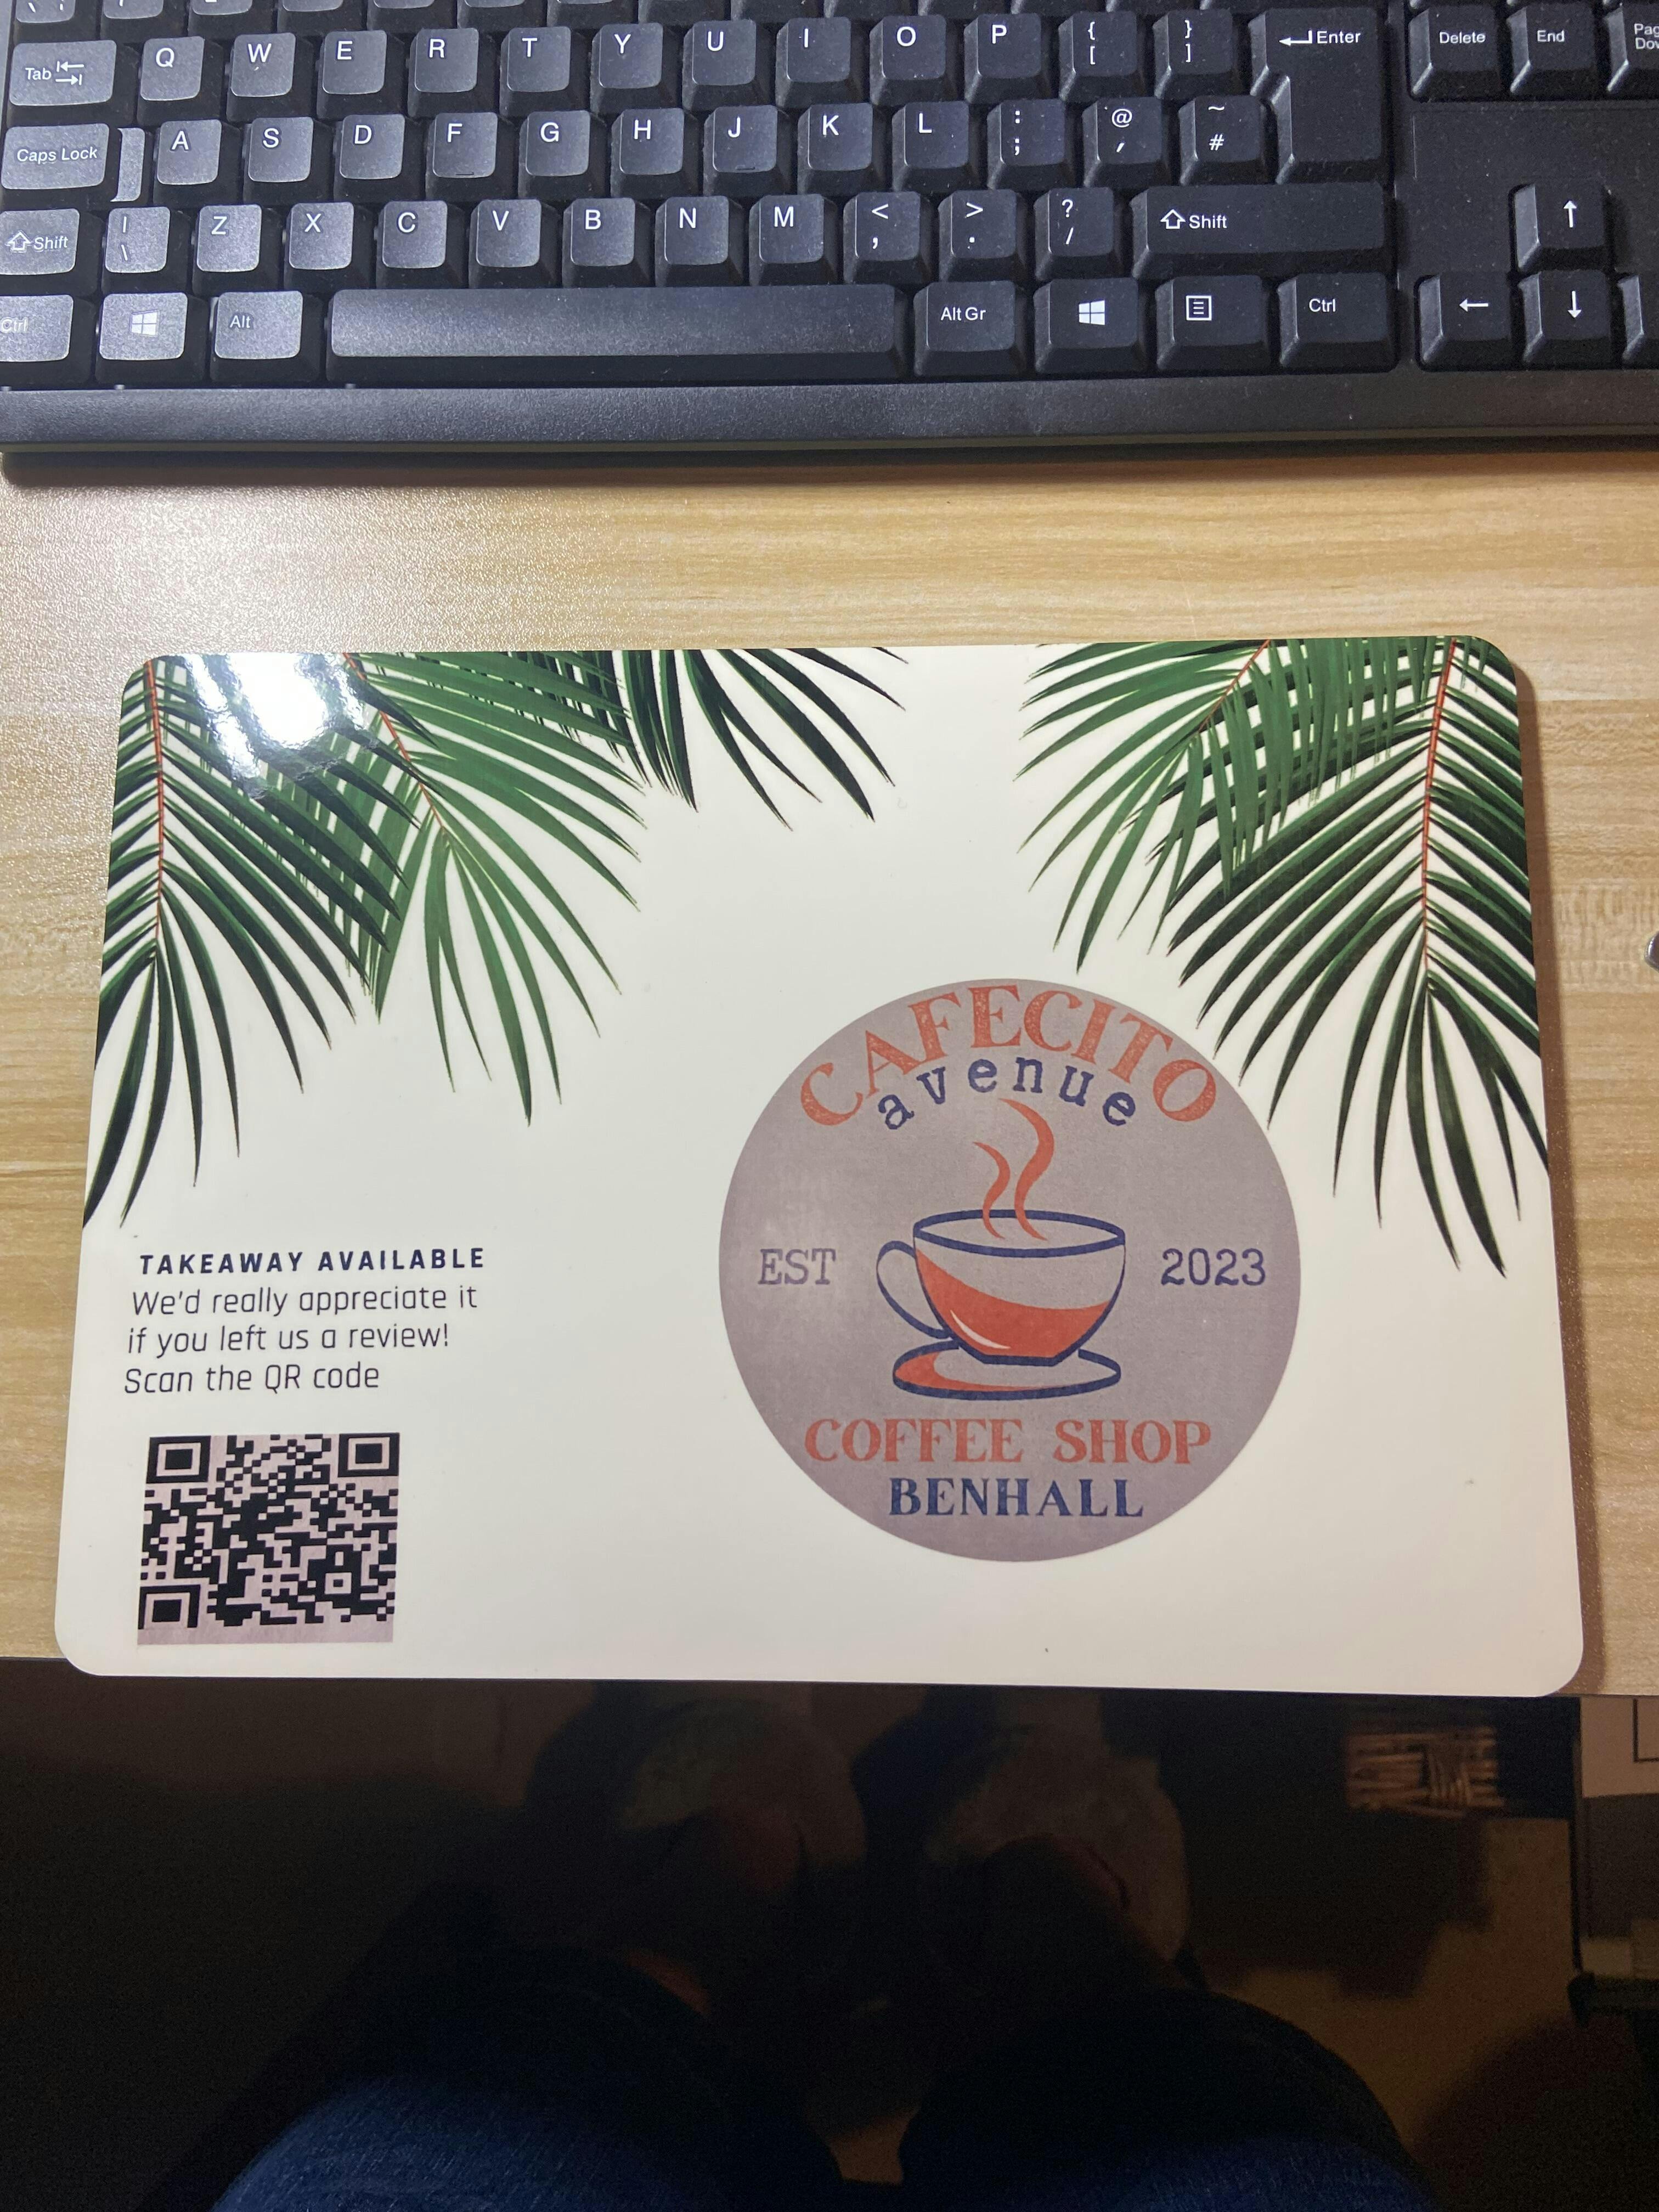 Tab Q W E R T Y U I O P { [ } ] Enter Delete End
Caps Lock A S D F G H J K L : ; @ ' ~ #
Shift | \ Z X C V B N M < , > . ? / Shift ↑
Ctrl Alt Alt Gr Ctrl ← ↓
CAFECITO
avenue
EST 2023
COFFEE SHOP
BENHALL
TAKEAWAY AVAILABLE
We'd really appreciate it
if you left us a review!
Scan the QR code